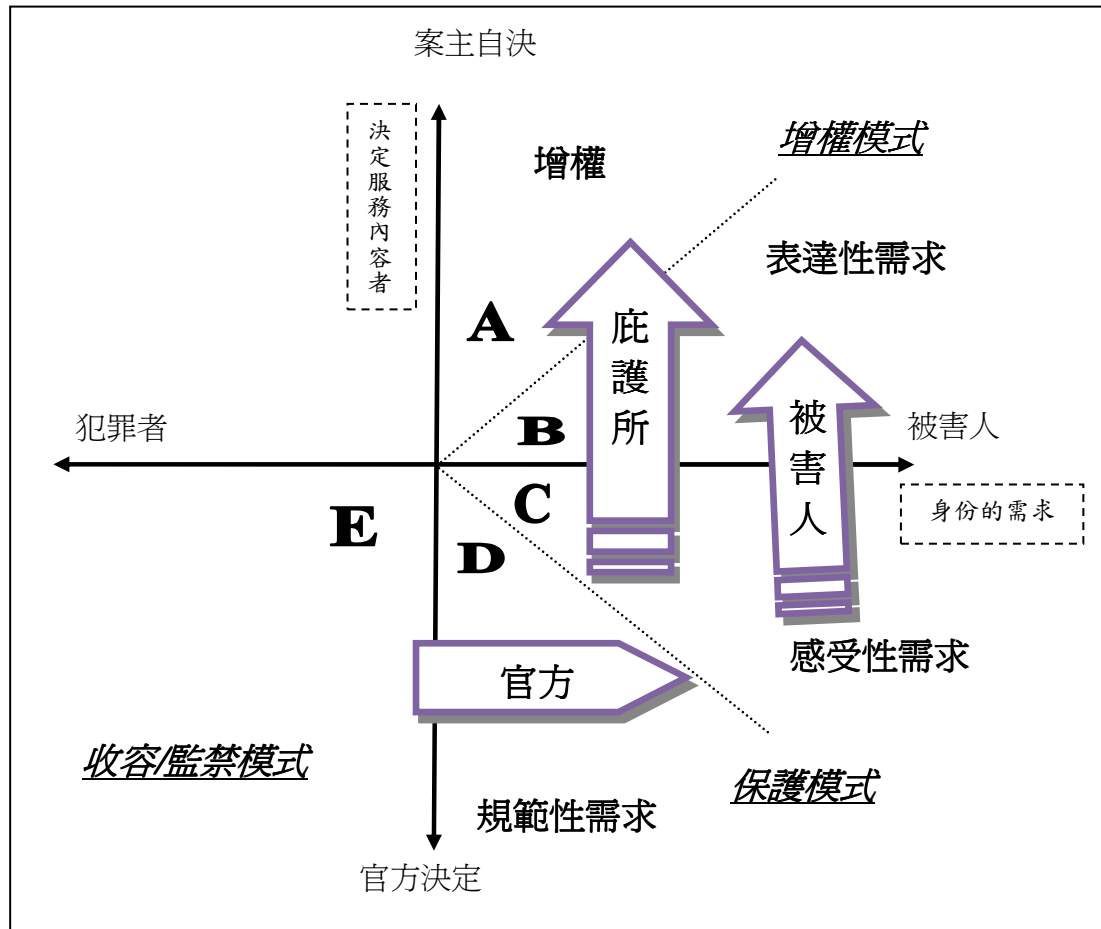 案主自決
決定服務內容者
增權模式
增權
表達性需求
A
庇護所
被害人
犯罪者
B
被害人
C
身份的需求
E
D
感受性需求
官方
收容/監禁模式
保護模式
規範性需求
官方決定